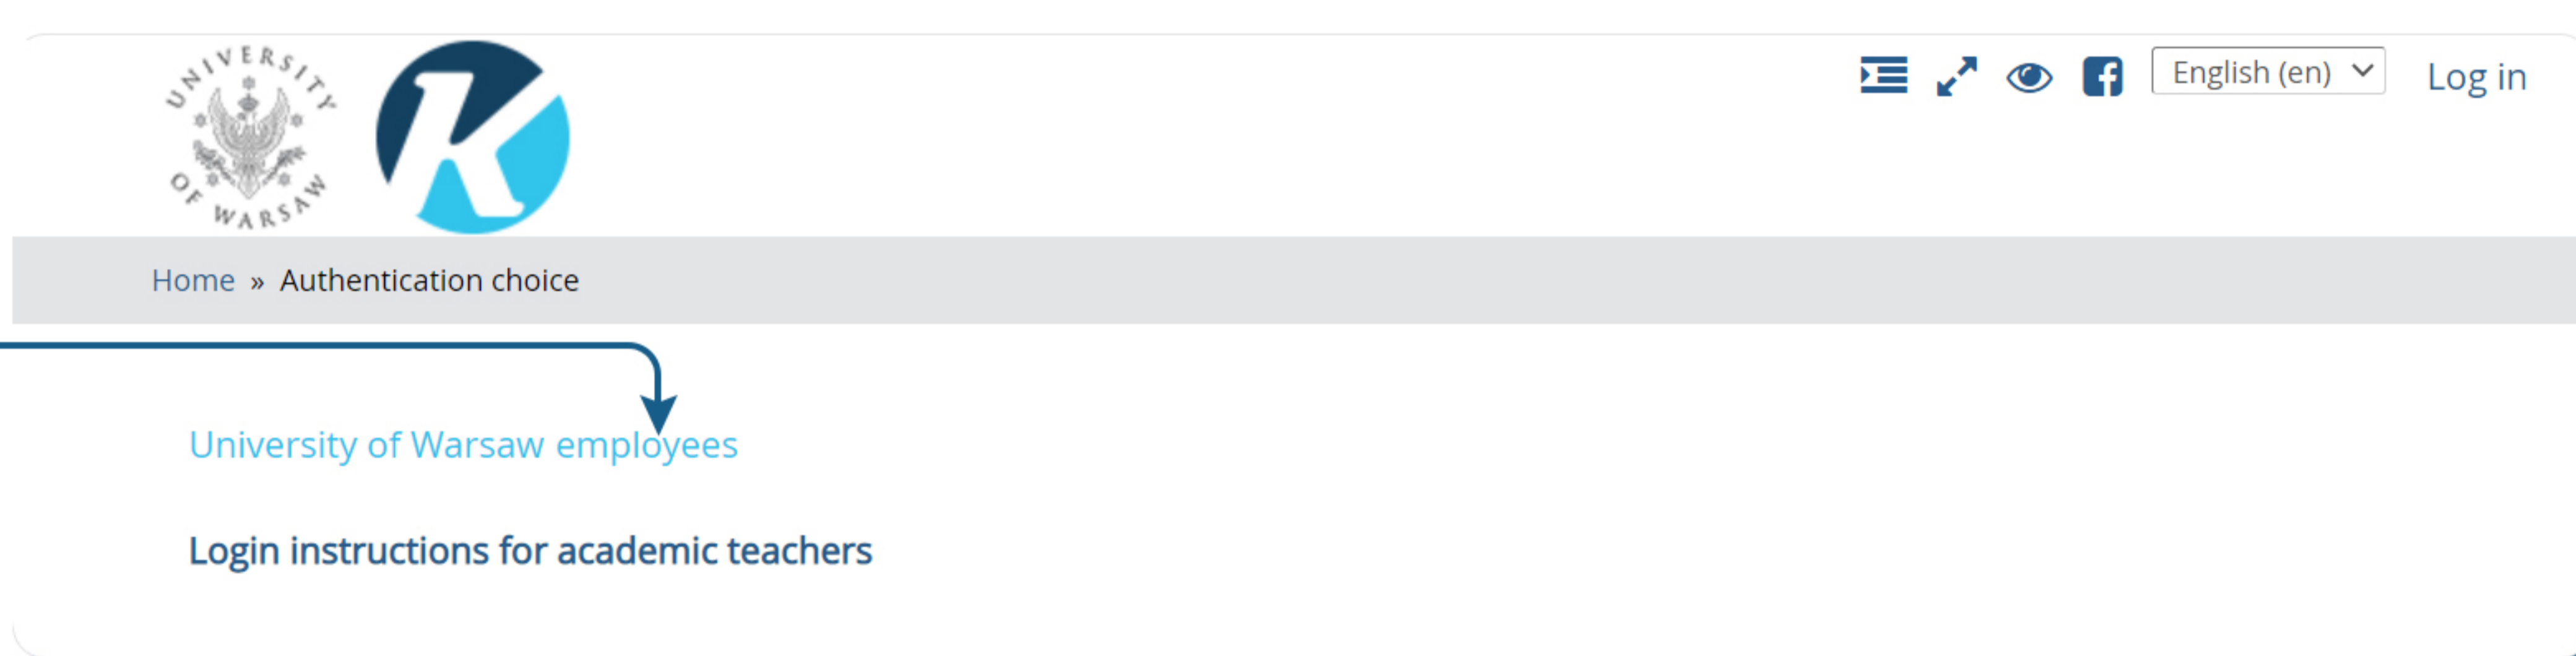 UNIVERSITY OF WARSAW
K
English (en)
Log in
Home » Authentication choice
University of Warsaw employees
Login instructions for academic teachers